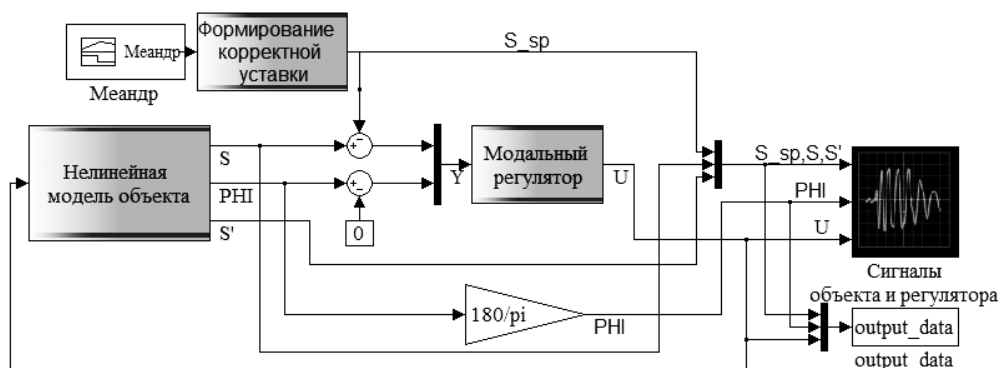 Меандр
Меандр
Формирование
корректной
уставки
S_sp
Нелинейная
модель объекта
S
PHI
S'
0
Y
Модальный
регулятор
U
S_sp,S,S'
PHI
U
Сигналы
объекта и регулятора
180/pi
PHI
output_data
output_data